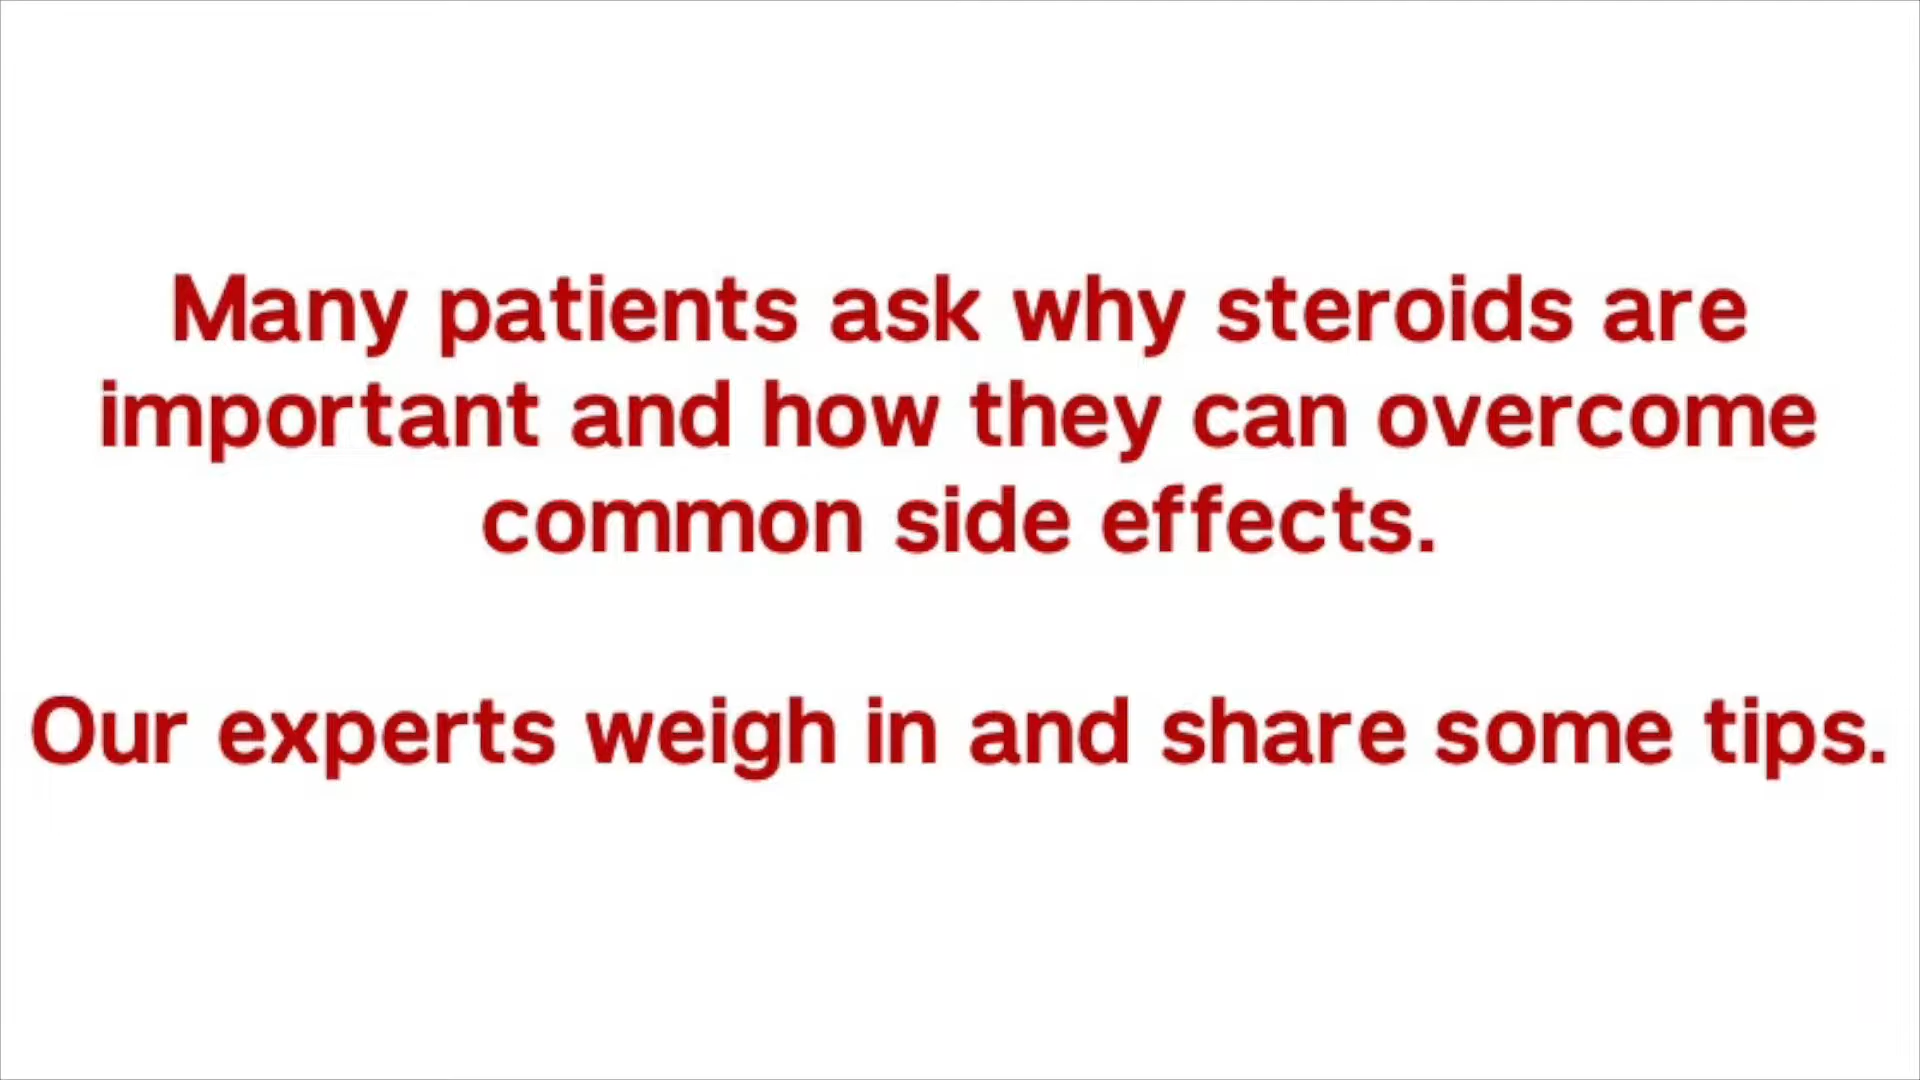 Many patients ask why steroids are
important and how they can overcome
common side effects.
Our experts weigh in and share some tips.